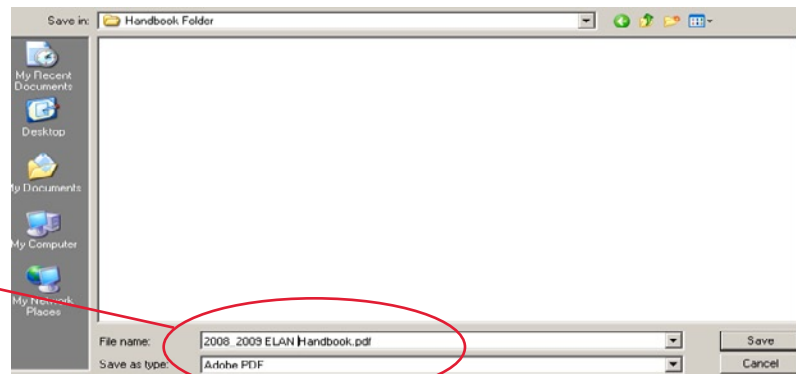 Save in: Handbook Folder
My Recent
Documents
Desktop
My Documents
My Computer
My Network
Places
File name: 2008_2009 ELAN Handbook.pdf Save
Save as type: Adobe PDF Cancel